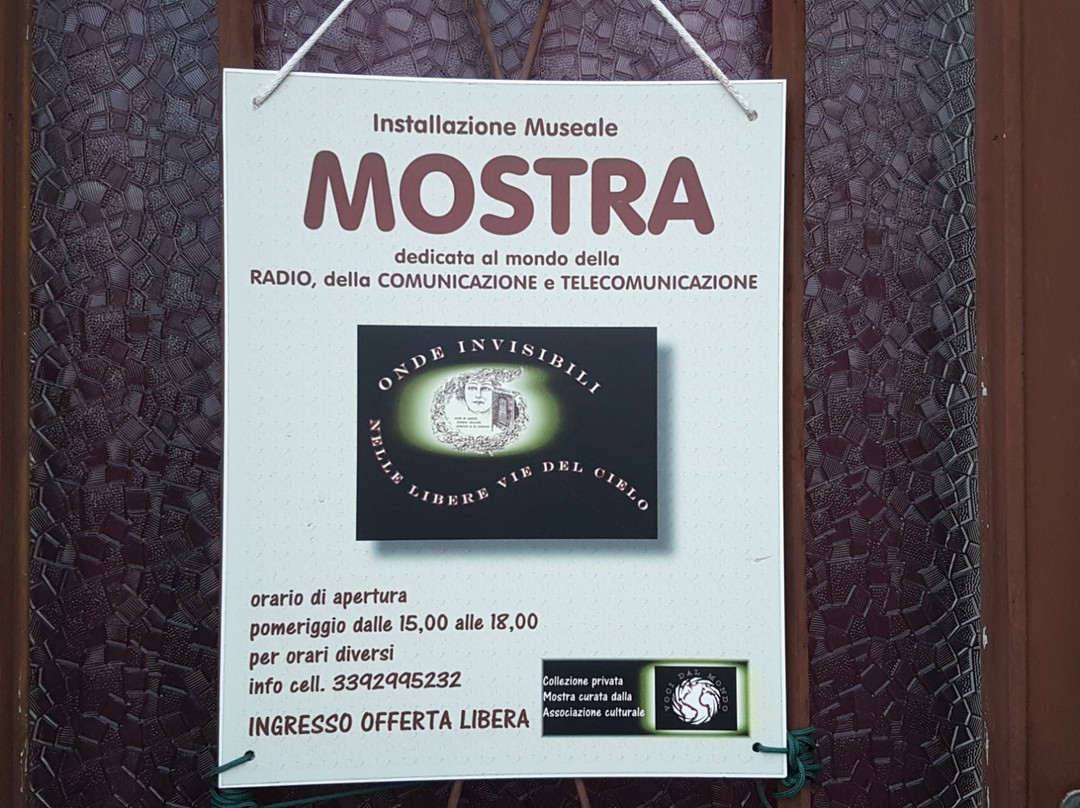 Installazione Museale
MOSTRA
dedicata al mondo della
RADIO, della COMUNICAZIONE e TELECOMUNICAZIONE
ONDE INVISIBILI
NELLE LIBERE VIE DEL CIELO
orario di apertura
pomeriggio dalle 15,00 alle 18,00
per orari diversi
info cell. 3392995232
INGRESSO OFFERTA LIBERA
Collezione privata
Mostra curata dalla
Associazione culturale
VOCI DAL MONDO